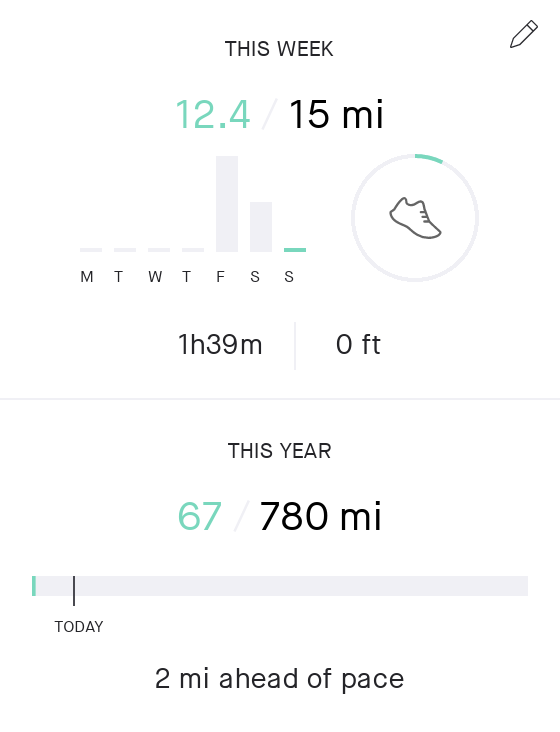 THIS WEEK
12.4 / 15 mi
M T W T F S S
1h39m 0 ft
THIS YEAR
67 / 780 mi
TODAY
2 mi ahead of pace